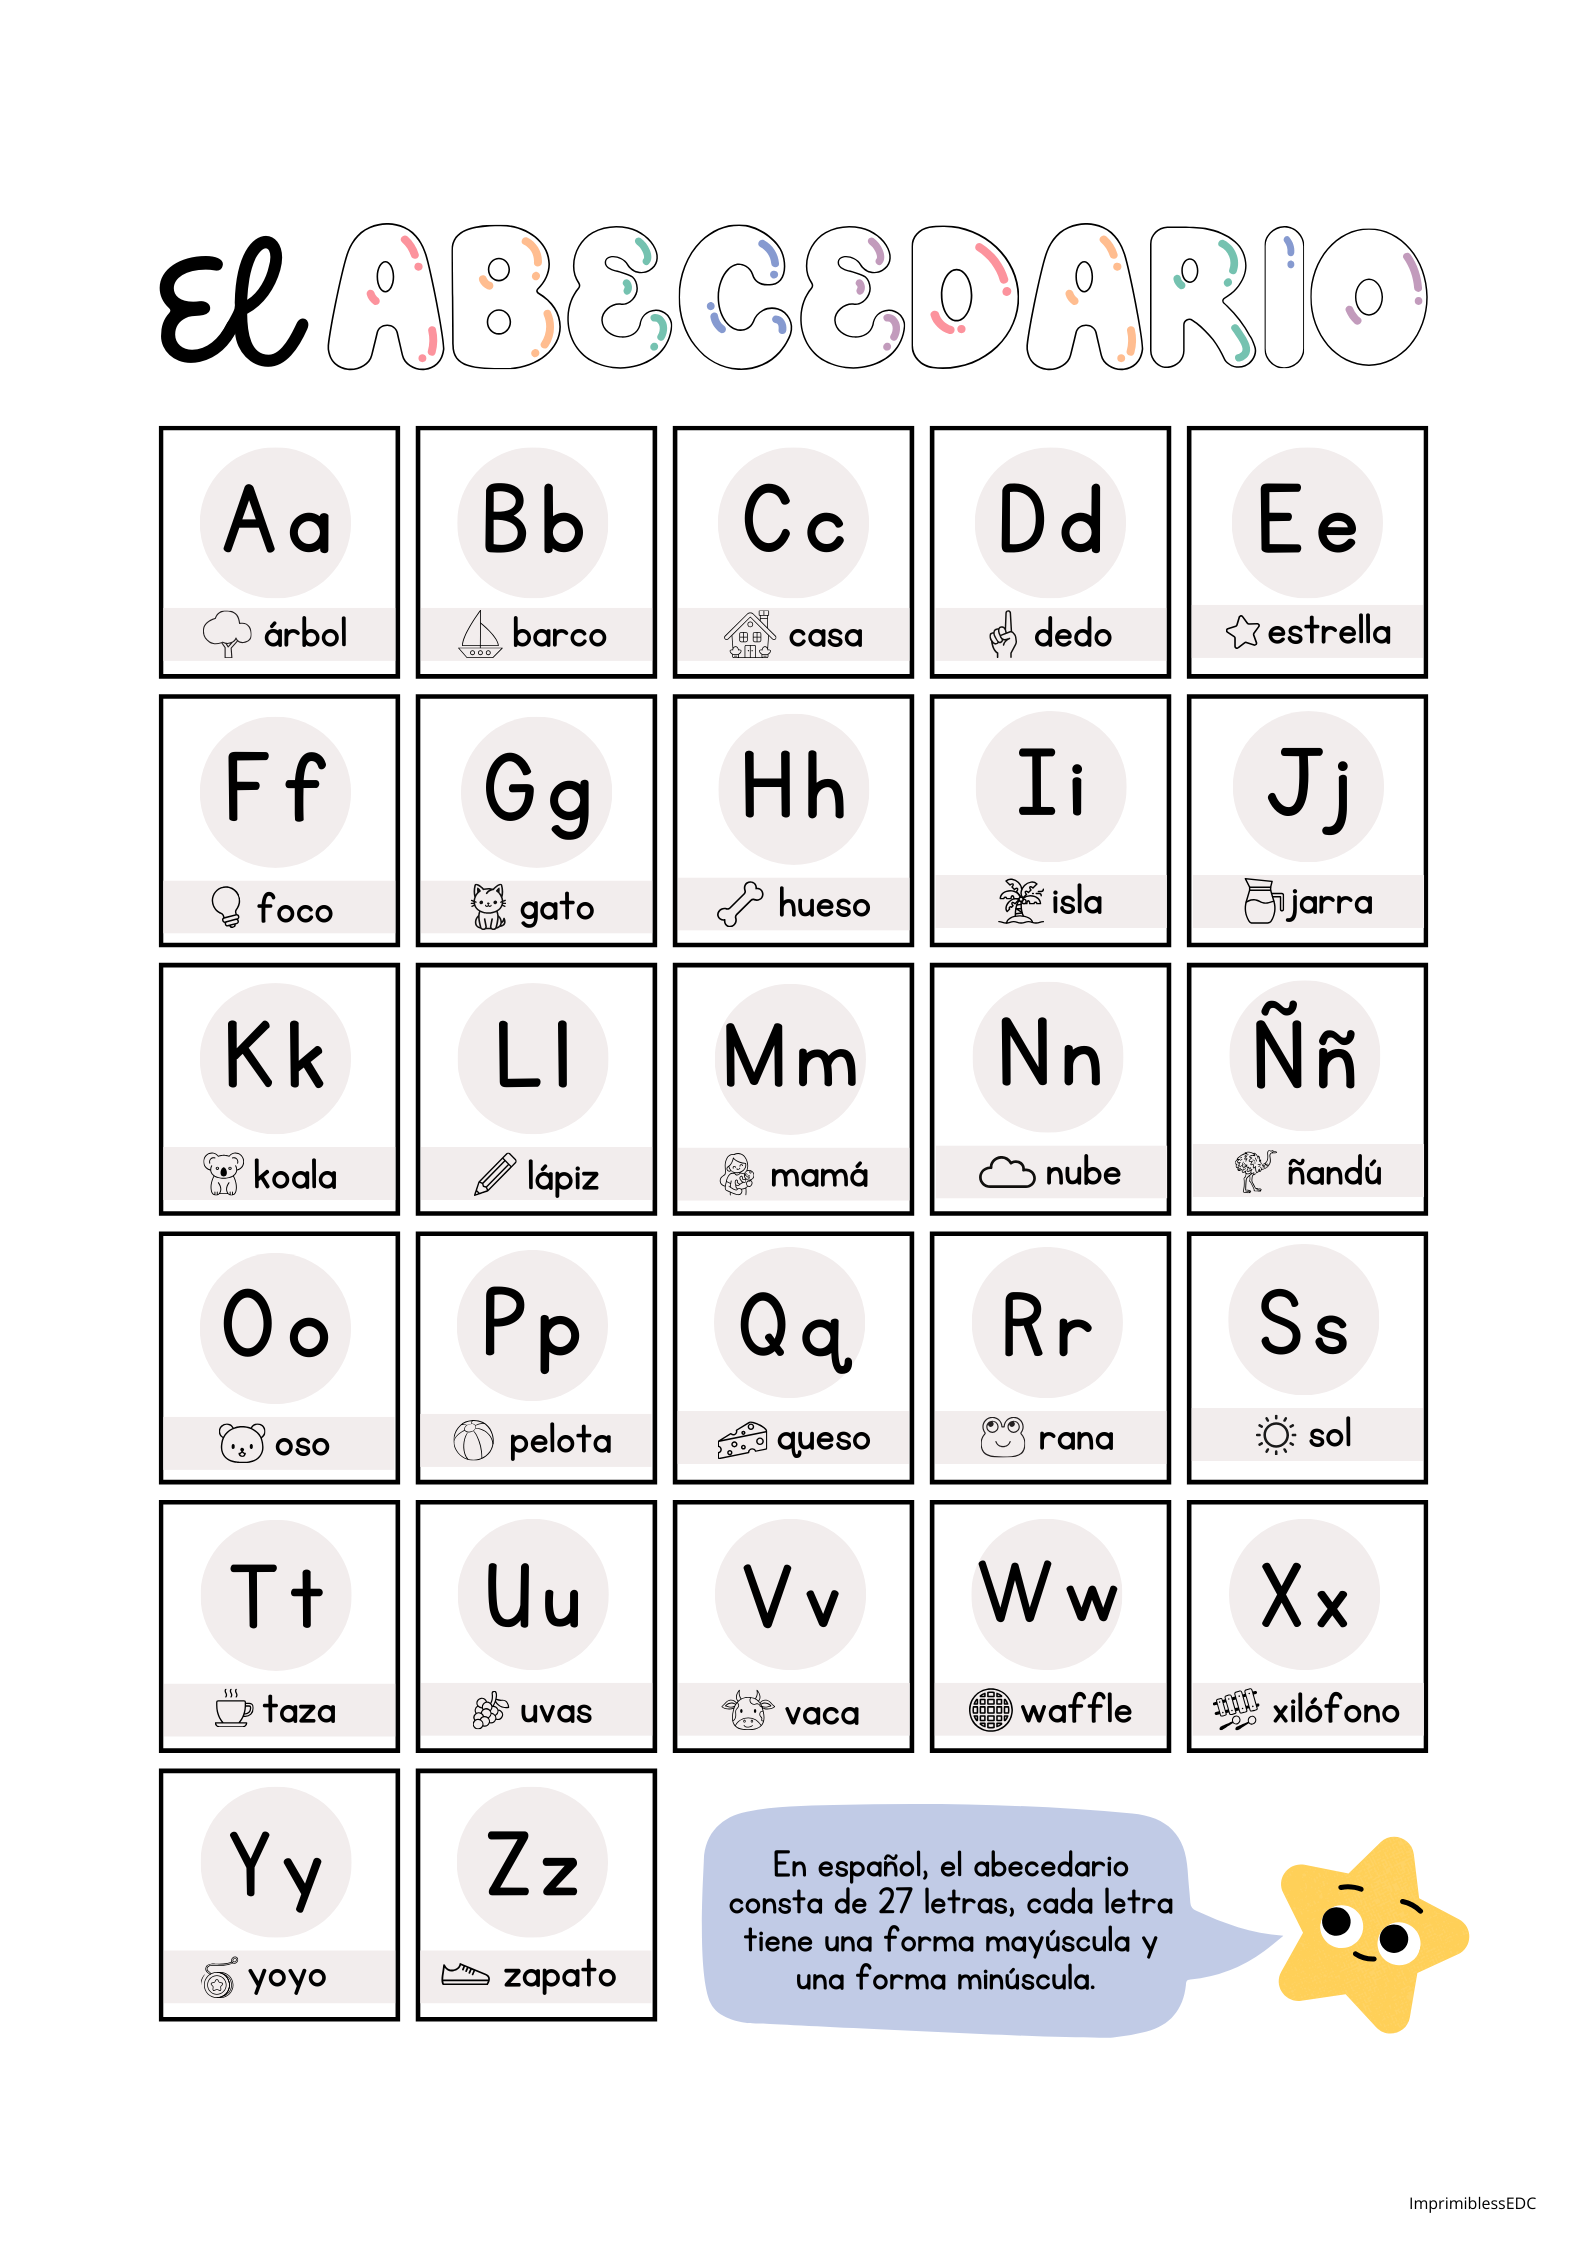 El ABECEDARIO
Aa
árbol
Bb
barco
Cc
casa
Dd
dedo
Ee
estrella
Ff
foco
Gg
gato
Hh
hueso
Ii
isla
Jj
jarra
Kk
koala
Ll
lápiz
Mm
mamá
Nn
nube
Ññ
ñandú
Oo
oso
Pp
pelota
Qq
queso
Rr
rana
Ss
sol
Tt
taza
Uu
uvas
Vv
vaca
Ww
waffle
Xx
xilófono
Yy
yoyo
Zz
zapato
En español, el abecedario
consta de 27 letras, cada letra
tiene una forma mayúscula y
una forma minúscula.
ImprimiblessEDC